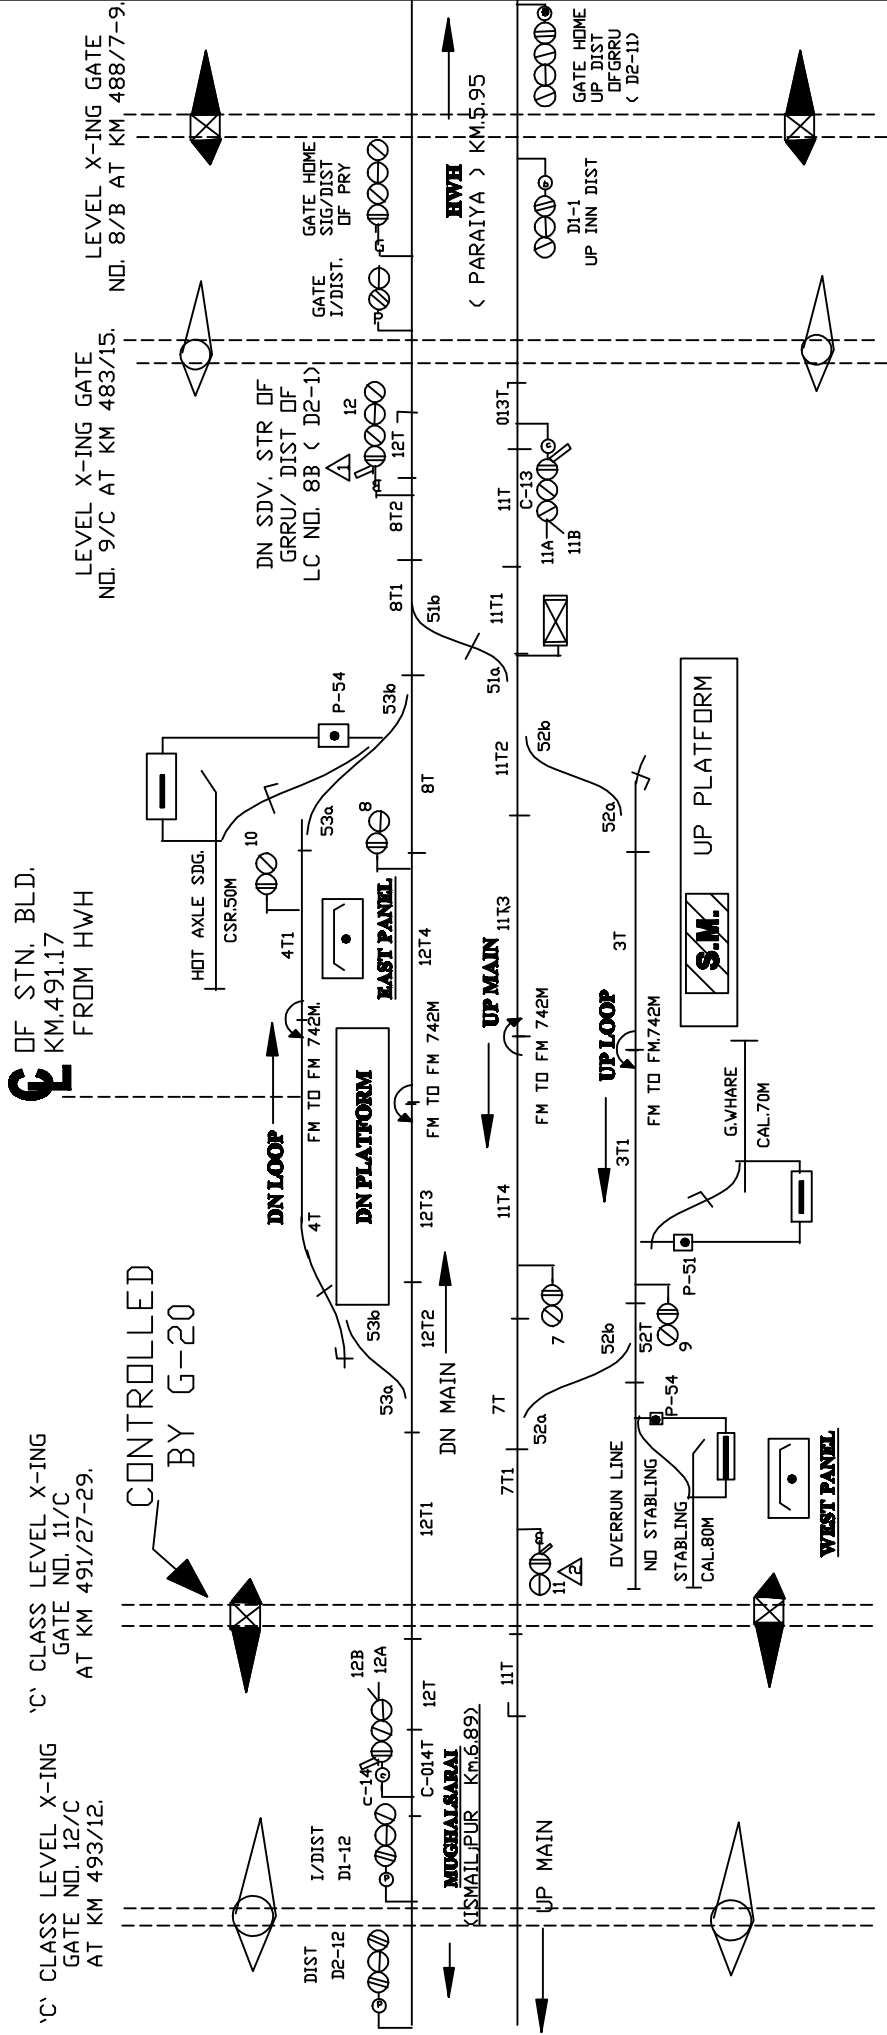 'C' CLASS LEVEL X-ING
GATE NO. 12/C
AT KM 493/12.
'C' CLASS LEVEL X-ING
GATE NO. 11/C
AT KM 491/27-29.
CONTROLLED
BY G-20
CL OF STN. BLD.
KM.491.17
FROM HWH
LEVEL X-ING GATE
NO. 9/C AT KM 483/15.
LEVEL X-ING GATE
NO. 8/B AT KM 488/7-9.
HOT AXLE SDG.
CSR.50M
P-54
10
4T1
DN LOOP
FM TO FM 742M.
4T
53a
53b
DN PLATFORM
EAST PANEL
8
53a
53b
DN SDV. STR OF
GRRU/ DIST OF
LC NO. 8B ( D2-1)
1
12
GATE
I/DIST.
P
GATE HOME
SIG/DIST
OF PRY
G
DIST
D2-12
P
I/DIST
D1-12
P
C-14
C
12B
12A
C-014T
12T
12T1
12T2
12T3
FM TO FM 742M
12T4
8T
8T1
8T2
12T
51b
51a
MUGHALSARAI
(ISMAILPUR Km.6.89)
DN MAIN
UP MAIN
HWH
( PARAIYA ) KM.5.95
UP MAIN
11T
7T1
7T
11T4
FM TO FM 742M
11T3
11T2
11T1
11T
013T
11
2
52a
52b
7
52b
52a
C-13
C
11A
11B
D1-1
UP INN DIST
GATE HOME
UP DIST
OFGRRU
( D2-11)
OVERRUN LINE
NO STABLING
STABLING
CAL.80M
P-54
52T
9
P-51
3T1
UP LOOP
FM TO FM.742M
3T
G.WHARE
CAL.70M
S.M.
UP PLATFORM
WEST PANEL